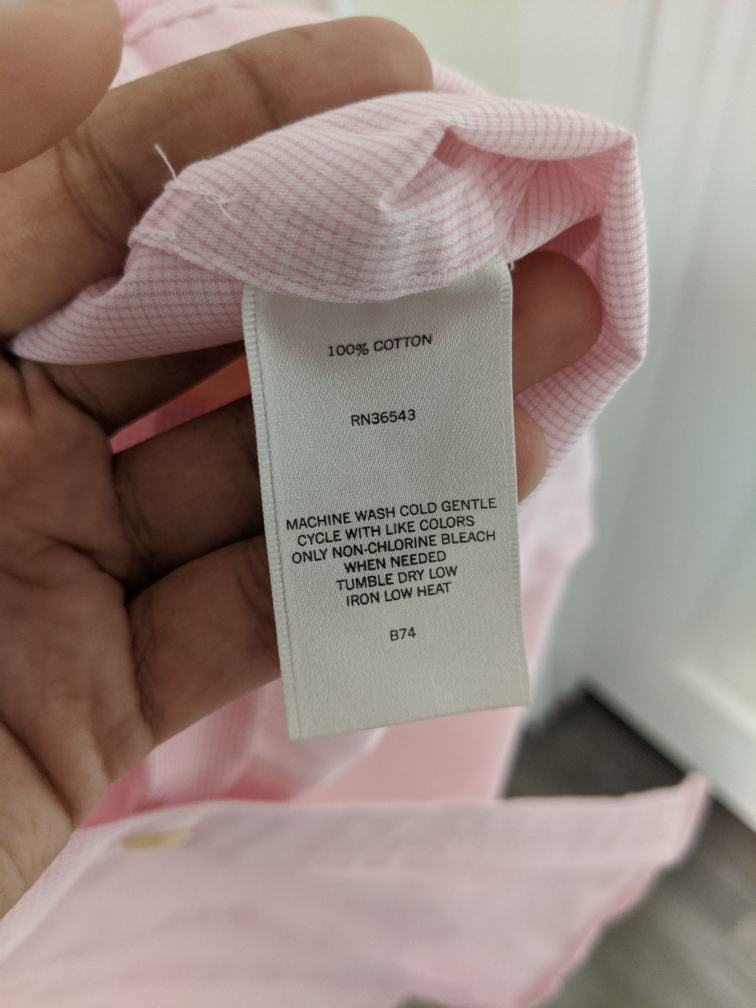 100% COTTON
RN36543
MACHINE WASH COLD GENTLE
CYCLE WITH LIKE COLORS
ONLY NON-CHLORINE BLEACH
WHEN NEEDED
TUMBLE DRY LOW
IRON LOW HEAT
B74